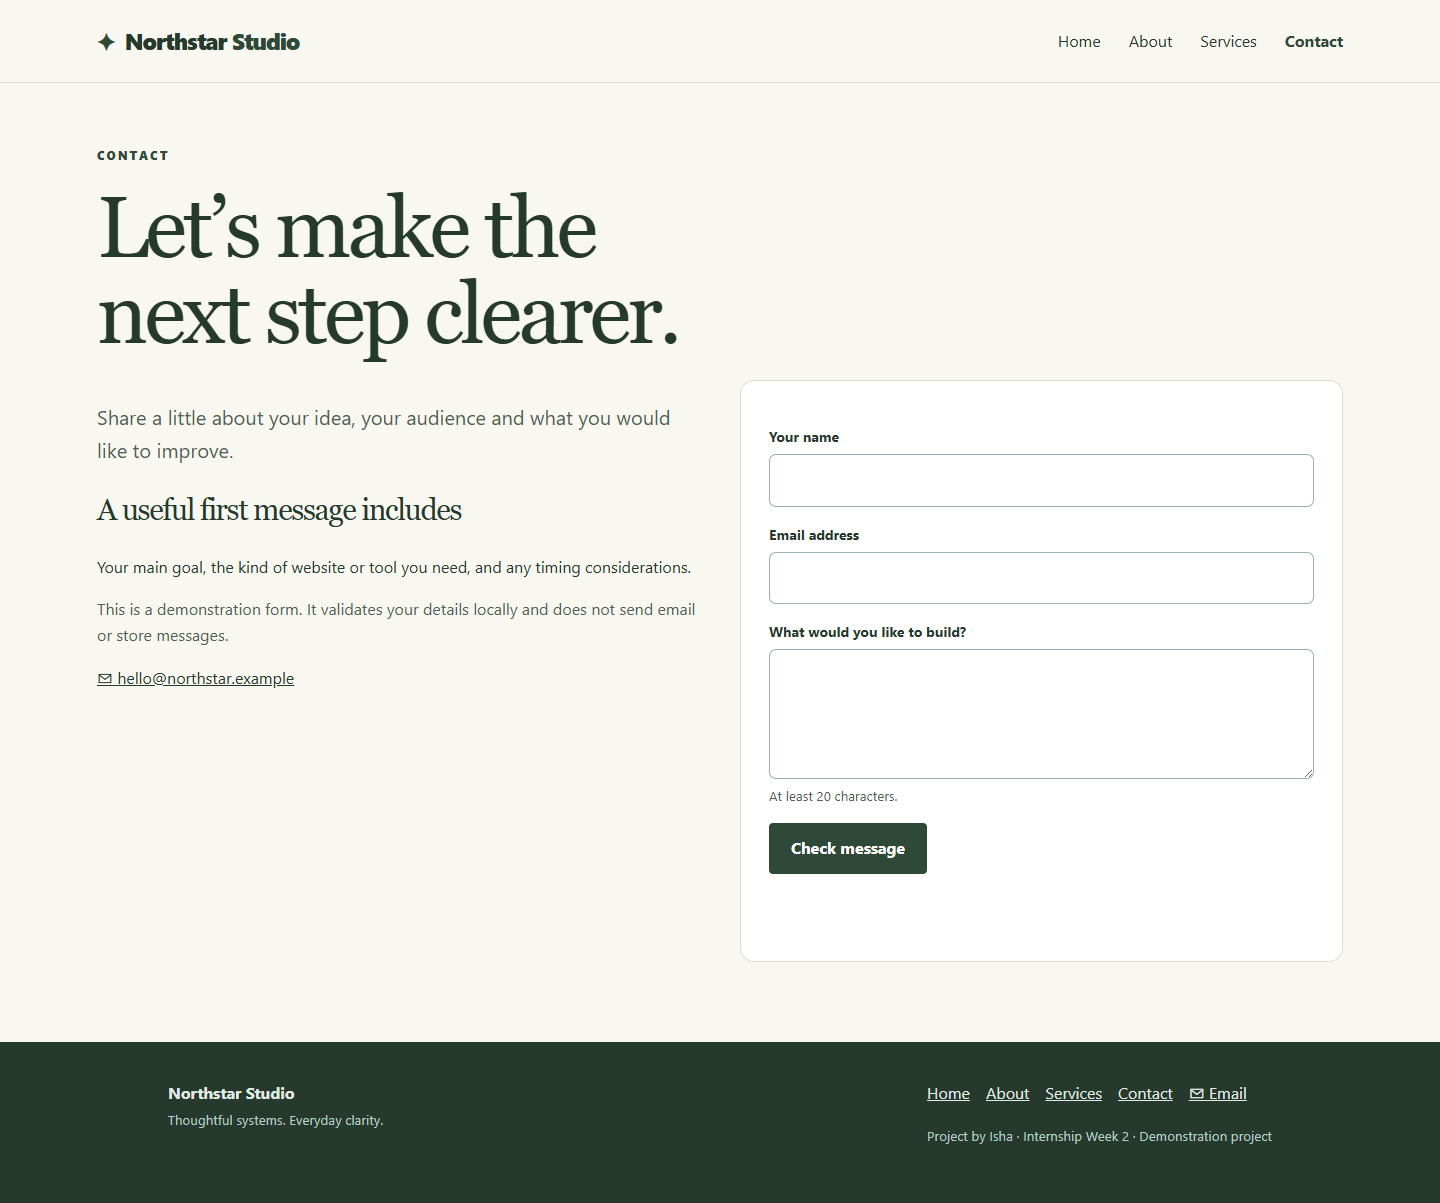 ✦ Northstar Studio
Home About Services Contact
CONTACT
Let’s make the
next step clearer.
Share a little about your idea, your audience and what you would
like to improve.
A useful first message includes
Your main goal, the kind of website or tool you need, and any timing considerations.
This is a demonstration form. It validates your details locally and does not send email
or store messages.
✉ hello@northstar.example
Your name
Email address
What would you like to build?
At least 20 characters.
Check message
Northstar Studio
Thoughtful systems. Everyday clarity.
Home About Services Contact ✉ Email
Project by Isha · Internship Week 2 · Demonstration project